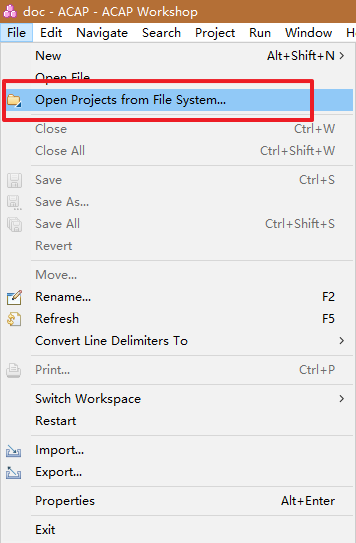 doc - ACAP - ACAP Workshop
File Edit Navigate Search Project Run Window
New Alt+Shift+N
Open File
Open Projects from File System...
Close Ctrl+W
Close All Ctrl+Shift+W
Save Ctrl+S
Save As...
Save All Ctrl+Shift+S
Revert
Move...
Rename... F2
Refresh F5
Convert Line Delimiters To
Print... Ctrl+P
Switch Workspace
Restart
Import...
Export...
Properties Alt+Enter
Exit